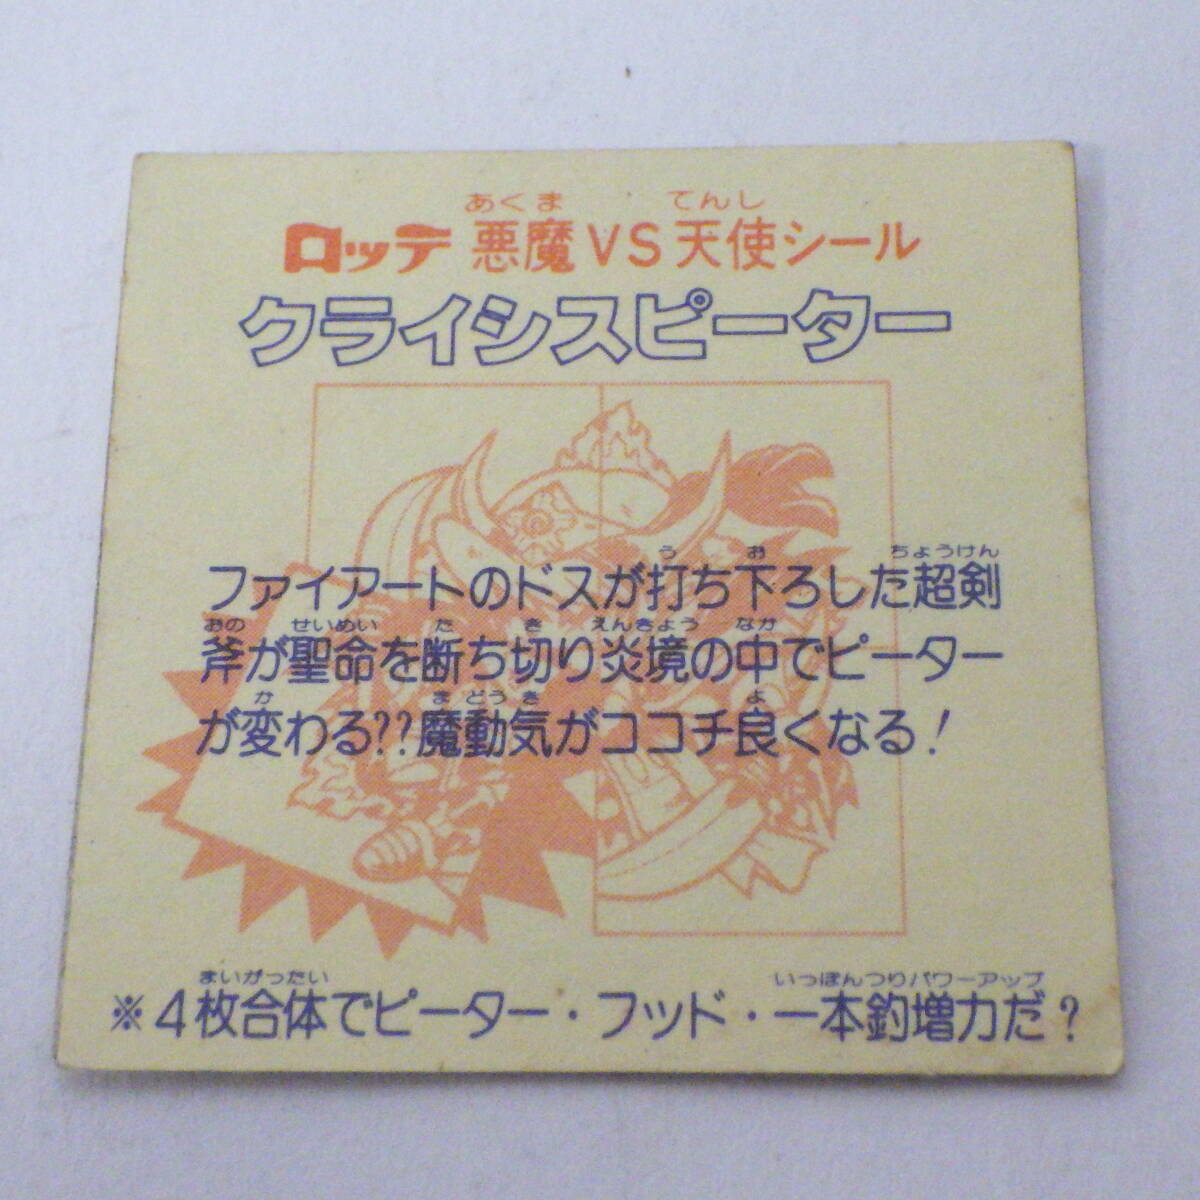 あくま てんし
ロッテ 悪魔VS天使シール
クライシスピーター
う お ちょうけん
ファイアートのドスが打ち下ろした超剣
おの せいめい た き えんきょう なか
斧が聖命を断ち切り炎境の中でピーター
か ま どうき よ
が変わる??魔動気がココチ良くなる!
まいがったい いっぽんつりパワーアップ
※4枚合体でピーター・フッド・一本釣増力だ?